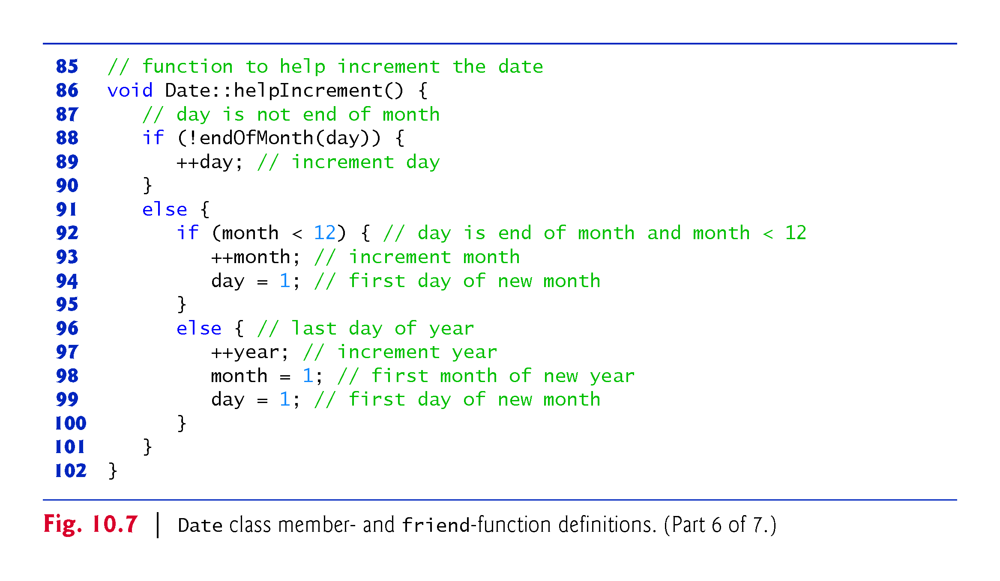 85 // function to help increment the date
86 void Date::helpIncrement() {
87    // day is not end of month
88    if (!endOfMonth(day)) {
89       ++day; // increment day
90    }
91    else {
92       if (month < 12) { // day is end of month and month < 12
93          ++month; // increment month
94          day = 1; // first day of new month
95       }
96       else { // last day of year
97          ++year; // increment year
98          month = 1; // first month of new year
99          day = 1; // first day of new month
100       }
101    }
102 }
Fig. 10.7 | Date class member- and friend-function definitions. (Part 6 of 7.)